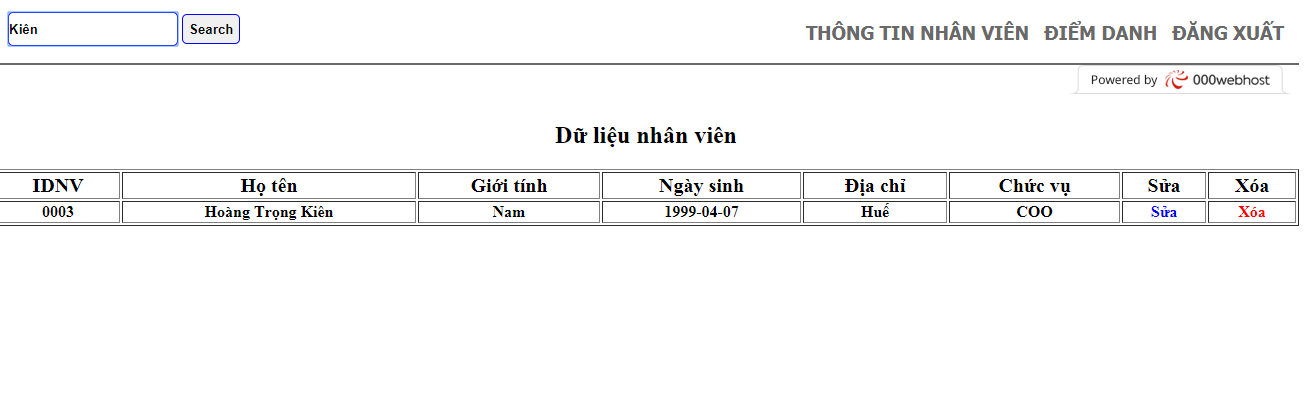 Kiên Search THÔNG TIN NHÂN VIÊN ĐIỂM DANH ĐĂNG XUẤT
Powered by 000webhost
Dữ liệu nhân viên
IDNV Họ tên Giới tính Ngày sinh Địa chỉ Chức vụ Sửa Xóa
0003 Hoàng Trọng Kiên Nam 1999-04-07 Huế COO Sửa Xóa